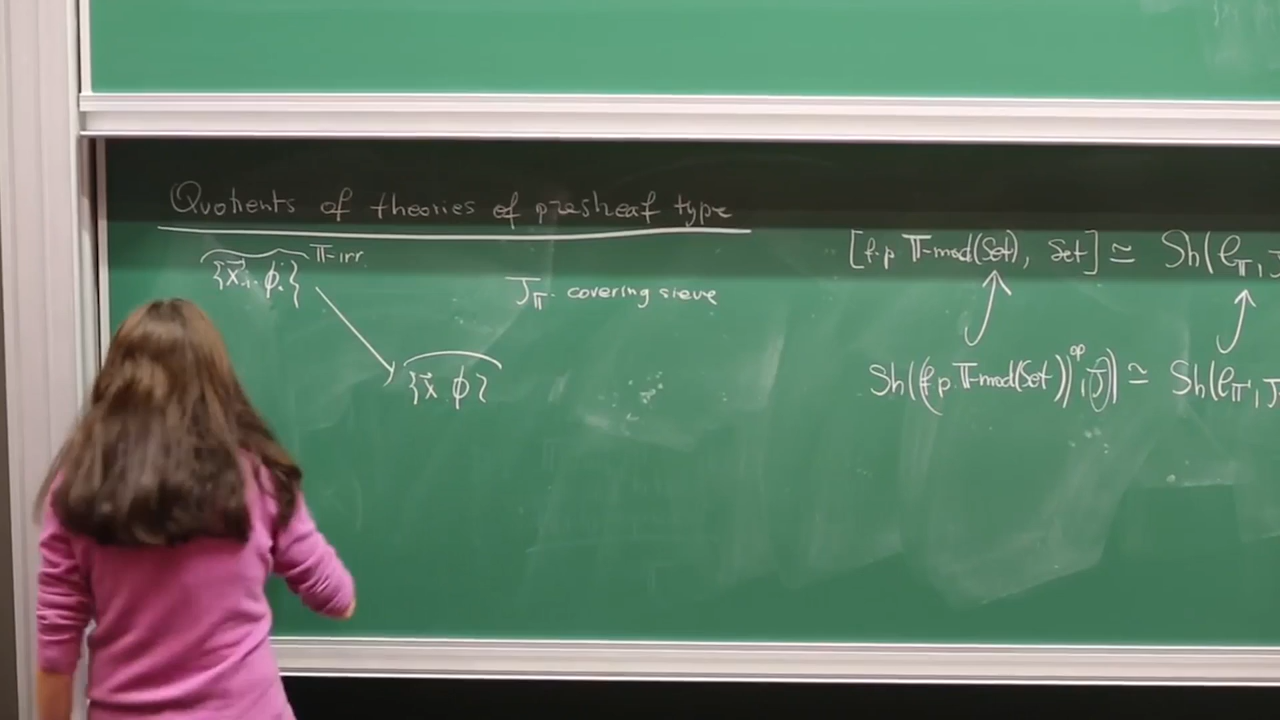 Quotients of theories of presheaf type
{x⃗ᵢ. ϕᵢ} 𝕋-irr.
J_𝕋- covering sieve
{x⃗. ϕ}
[f.p. 𝕋-mod(Set), Set] ≃ Sh(𝒞_𝕋, J
Sh((f.p. 𝕋-mod(Set))^op, J) ≃ Sh(𝒞_𝕋', J